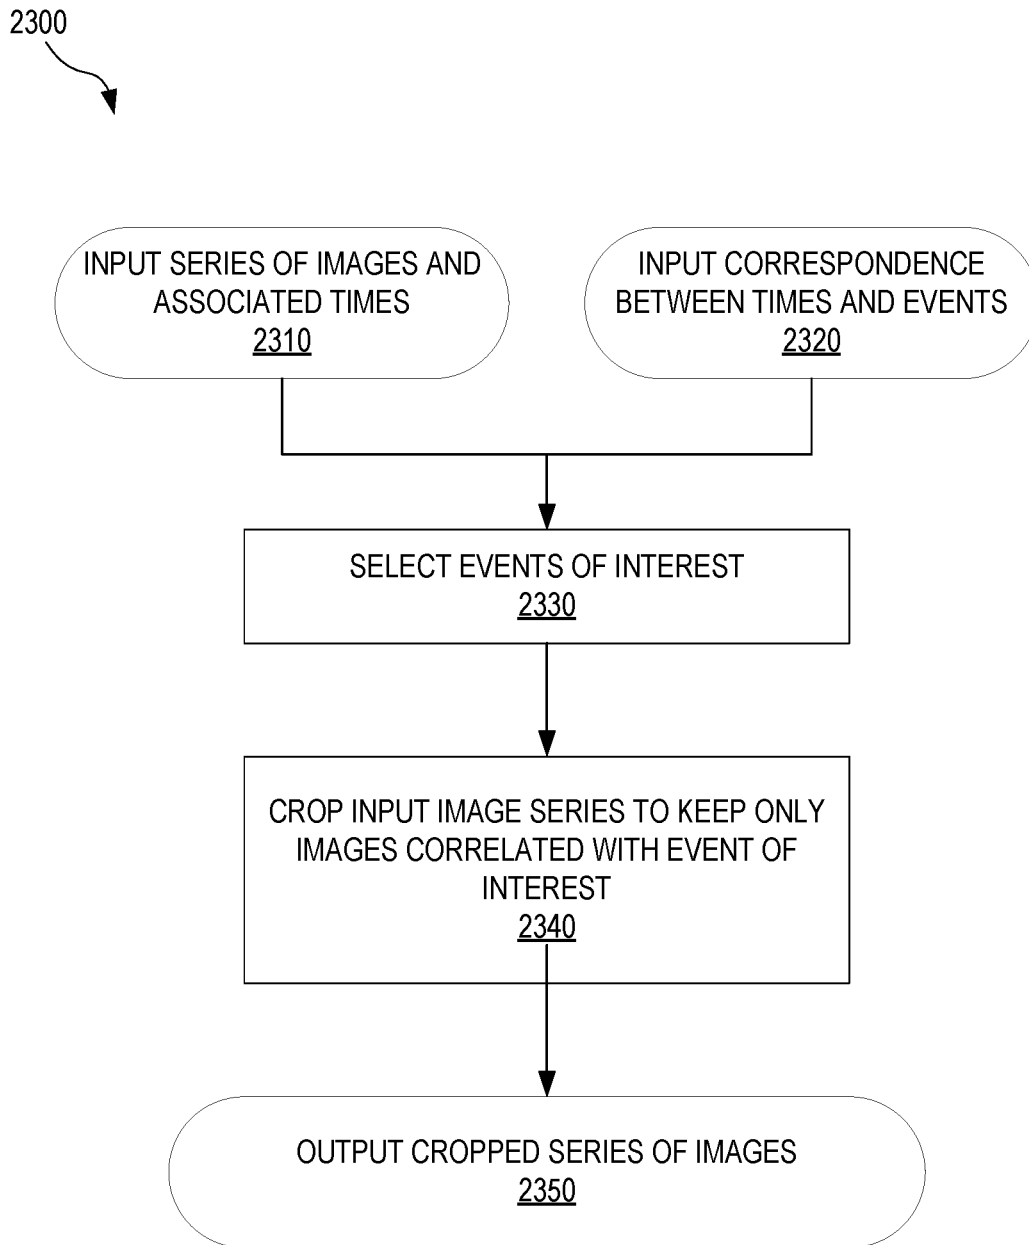 2300
INPUT SERIES OF IMAGES AND
ASSOCIATED TIMES
2310
INPUT CORRESPONDENCE
BETWEEN TIMES AND EVENTS
2320
SELECT EVENTS OF INTEREST
2330
CROP INPUT IMAGE SERIES TO KEEP ONLY
IMAGES CORRELATED WITH EVENT OF
INTEREST
2340
OUTPUT CROPPED SERIES OF IMAGES
2350